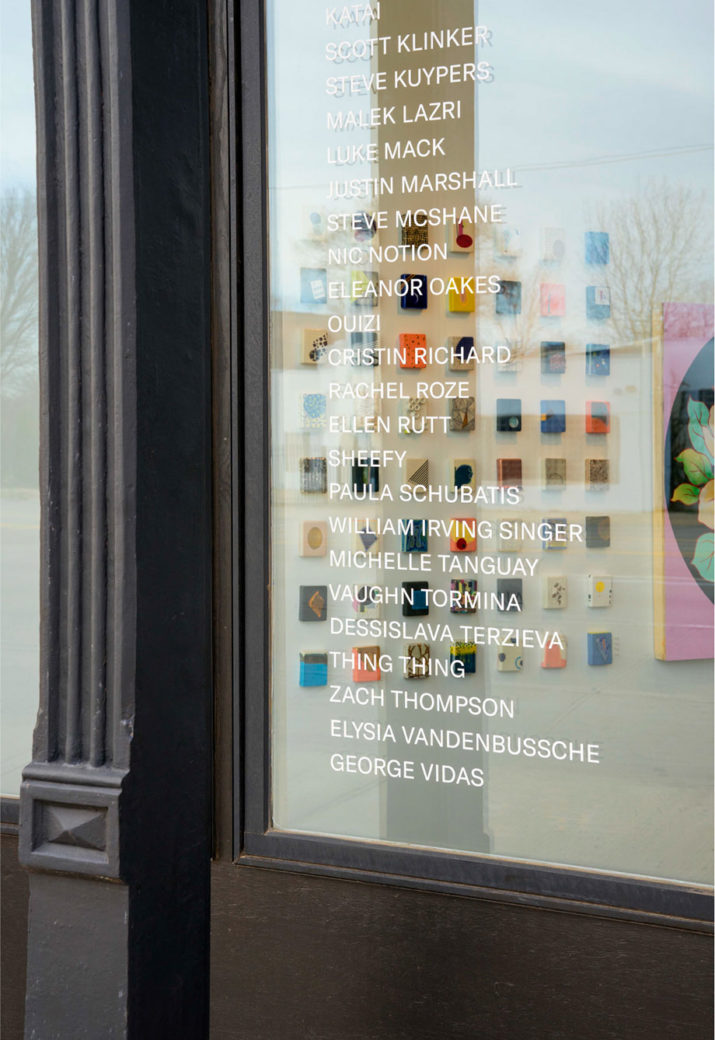 KATAI
SCOTT KLINKER
STEVE KUYPERS
MALEK LAZRI
LUKE MACK
JUSTIN MARSHALL
STEVE MCSHANE
NIC NOTION
ELEANOR OAKES
OUIZI
CRISTIN RICHARD
RACHEL ROZE
ELLEN RUTT
SHEEFY
PAULA SCHUBATIS
WILLIAM IRVING SINGER
MICHELLE TANGUAY
VAUGHN TORMINA
DESSISLAVA TERZIEVA
THING THING
ZACH THOMPSON
ELYSIA VANDENBUSSCHE
GEORGE VIDAS